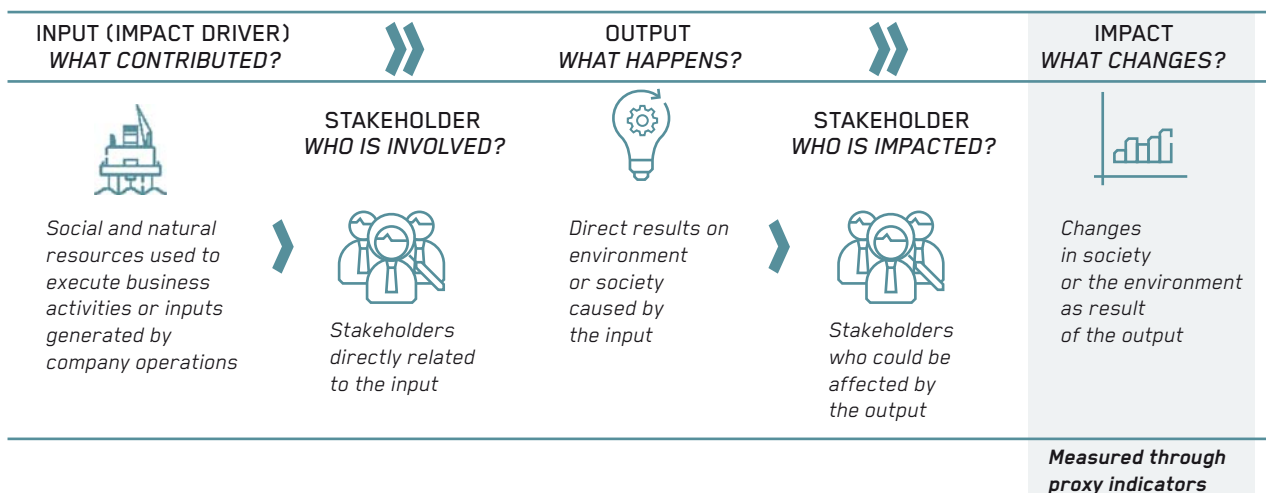 INPUT (IMPACT DRIVER)
WHAT CONTRIBUTED?
OUTPUT
WHAT HAPPENS?
IMPACT
WHAT CHANGES?
STAKEHOLDER
WHO IS INVOLVED?
STAKEHOLDER
WHO IS IMPACTED?
Social and natural
resources used to
execute business
activities or inputs
generated by
company operations
Stakeholders
directly related
to the input
Direct results on
environment
or society
caused by
the input
Stakeholders
who could be
affected by
the output
Changes
in society
or the environment
as result
of the output
Measured through
proxy indicators